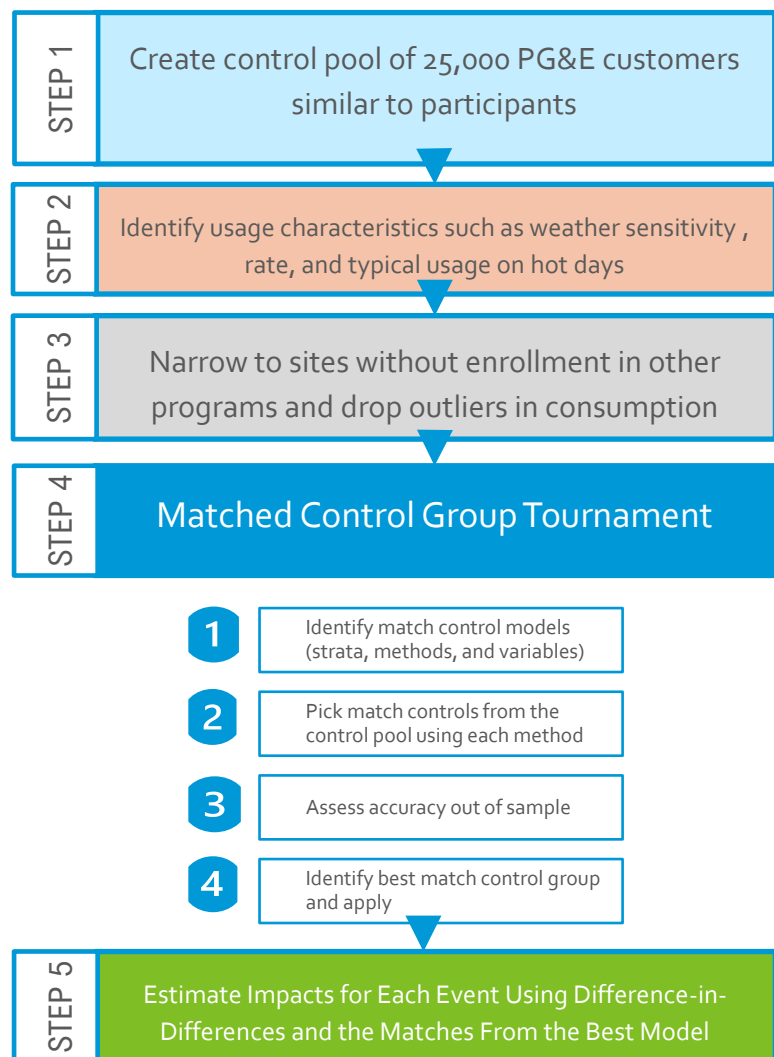 STEP 1
Create control pool of 25,000 PG&E customers
similar to participants
STEP 2
Identify usage characteristics such as weather sensitivity ,
rate, and typical usage on hot days
STEP 3
Narrow to sites without enrollment in other
programs and drop outliers in consumption
STEP 4
Matched Control Group Tournament
1
Identify match control models
(strata, methods, and variables)
2
Pick match controls from the
control pool using each method
3
Assess accuracy out of sample
4
Identify best match control group
and apply
STEP 5
Estimate Impacts for Each Event Using Difference-in-
Differences and the Matches From the Best Model